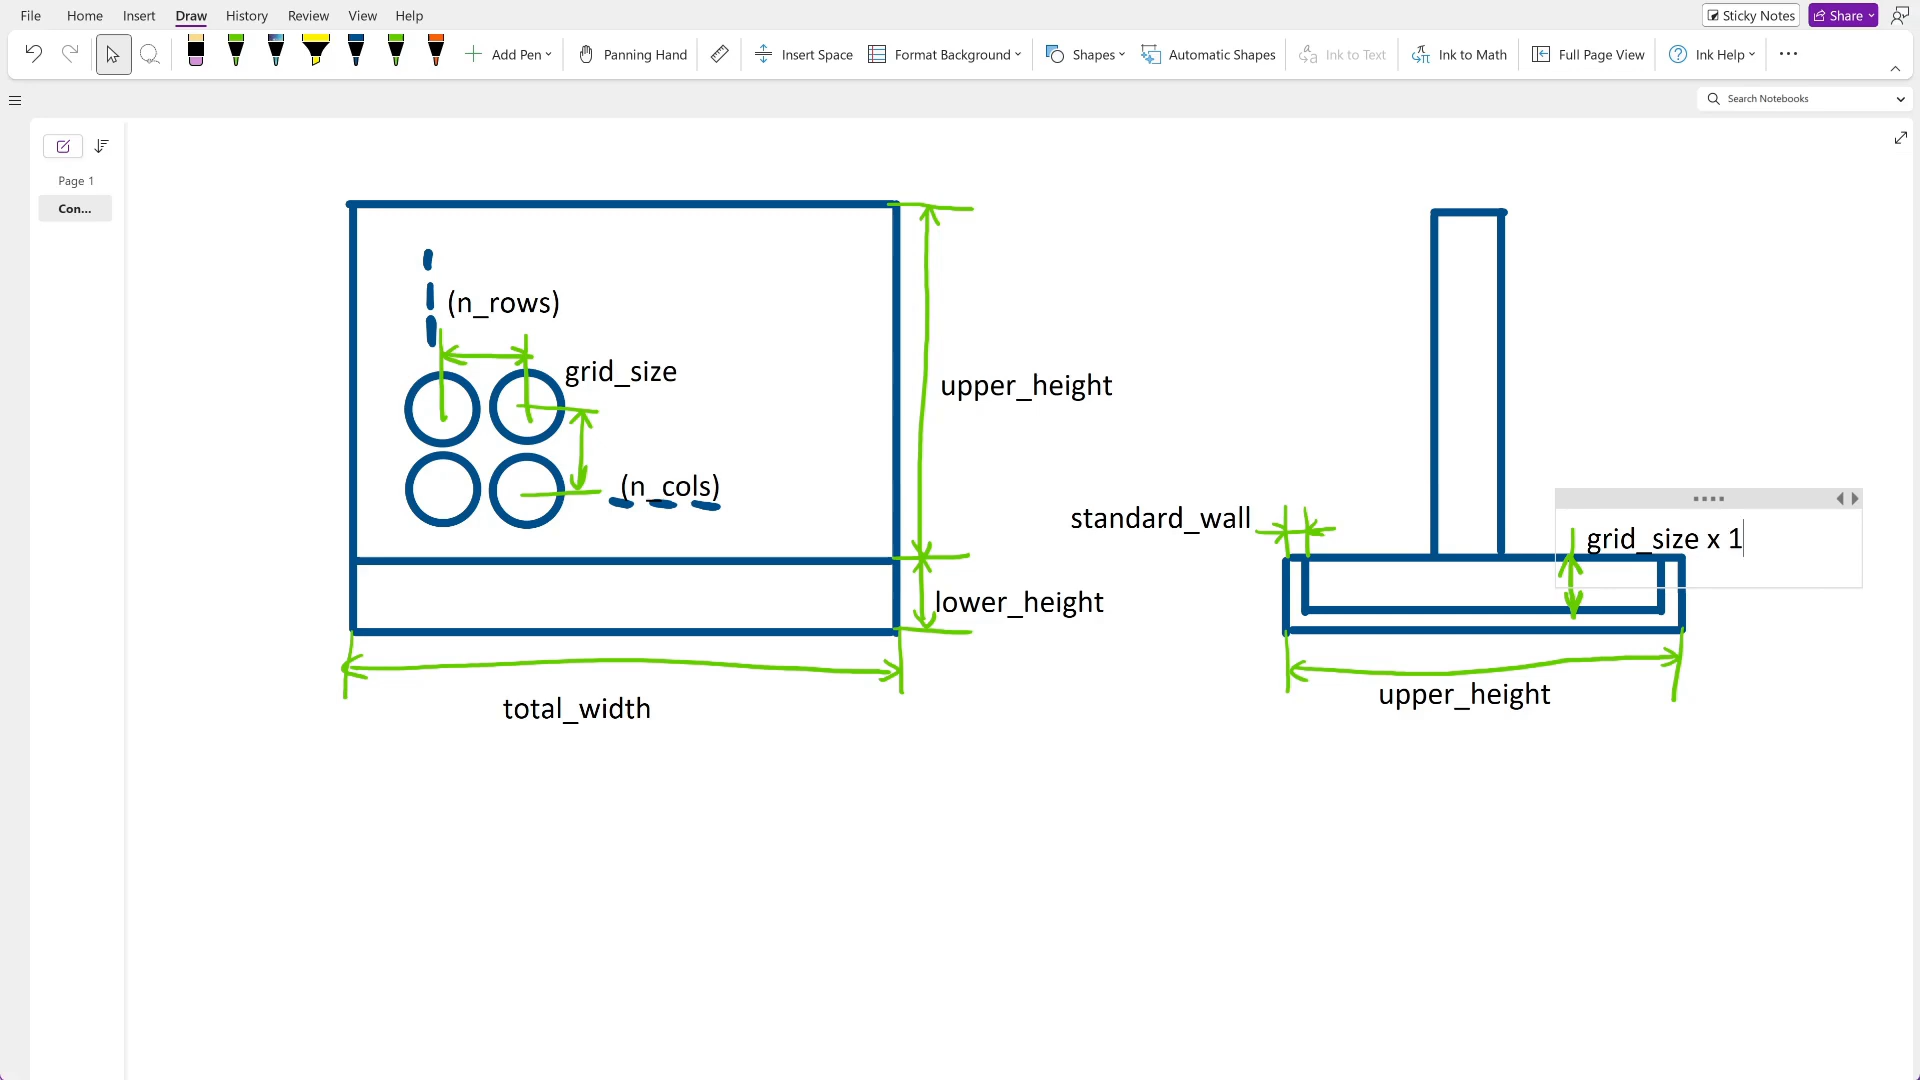 File Home Insert Draw History Review View Help
Sticky Notes Share
Add Pen Panning Hand Insert Space Format Background Shapes Automatic Shapes Ink to Text Ink to Math Full Page View Ink Help
Search Notebooks
Page 1
Con...
(n_rows)
grid_size
(n_cols)
upper_height
lower_height
total_width
standard_wall
grid_size x 1
upper_height